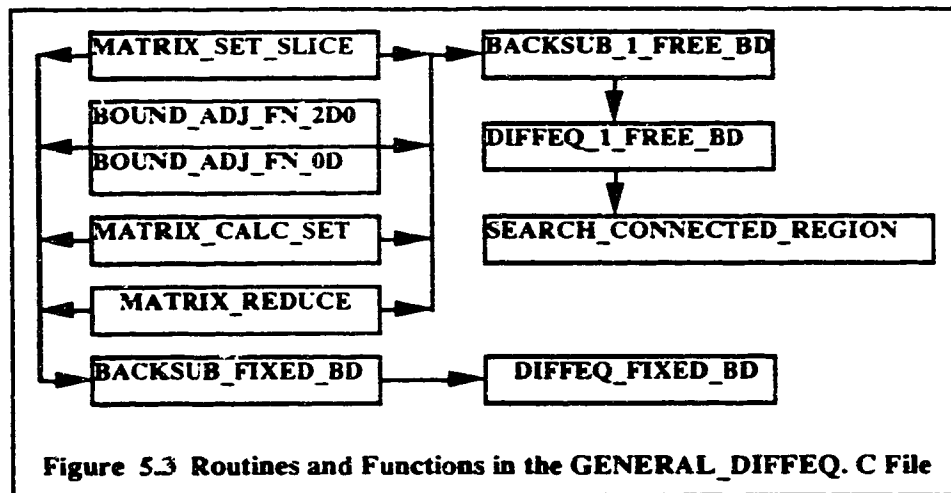 MATRIX_SET_SLICE
BACKSUB_1_FREE_BD
BOUND_ADJ_FN_2D0
BOUND_ADJ_FN_0D
DIFFEQ_1_FREE_BD
MATRIX_CALC_SET
SEARCH_CONNECTED_REGION
MATRIX_REDUCE
BACKSUB_FIXED_BD
DIFFEQ_FIXED_BD
Figure 5.3 Routines and Functions in the GENERAL_DIFFEQ. C File